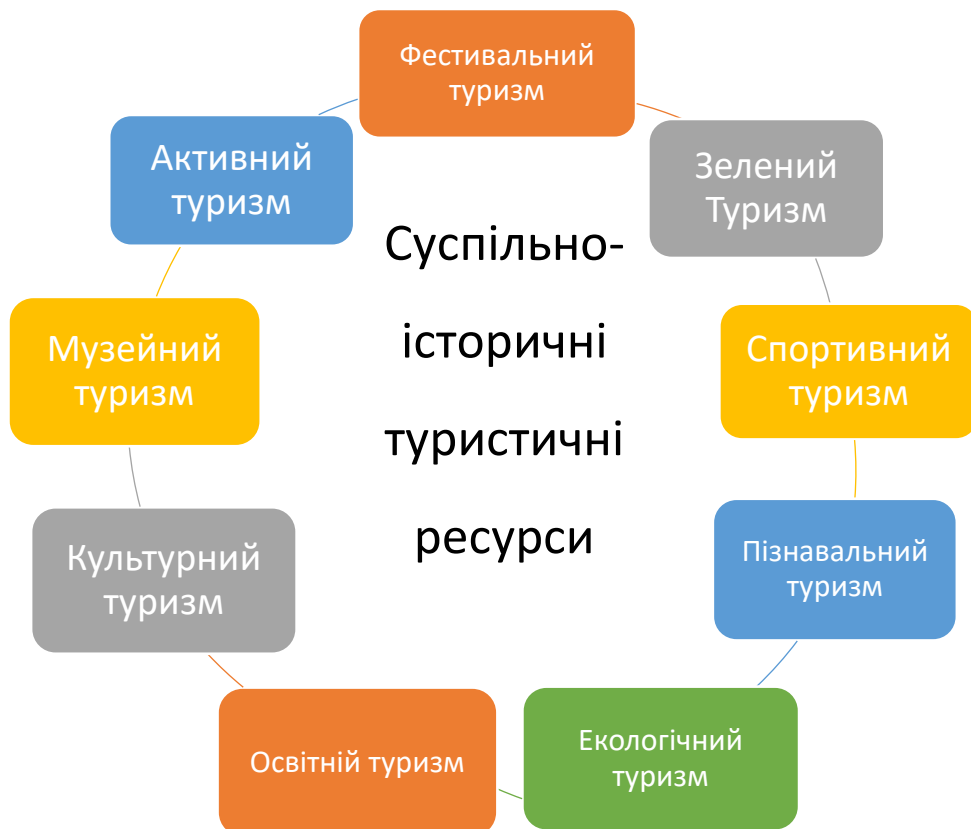 Фестивальний
туризм
Зелений
Туризм
Спортивний
туризм
Пізнавальний
туризм
Екологічний
туризм
Освітній туризм
Культурний
туризм
Музейний
туризм
Активний
туризм
Суспільно-
історичні
туристичні
ресурси